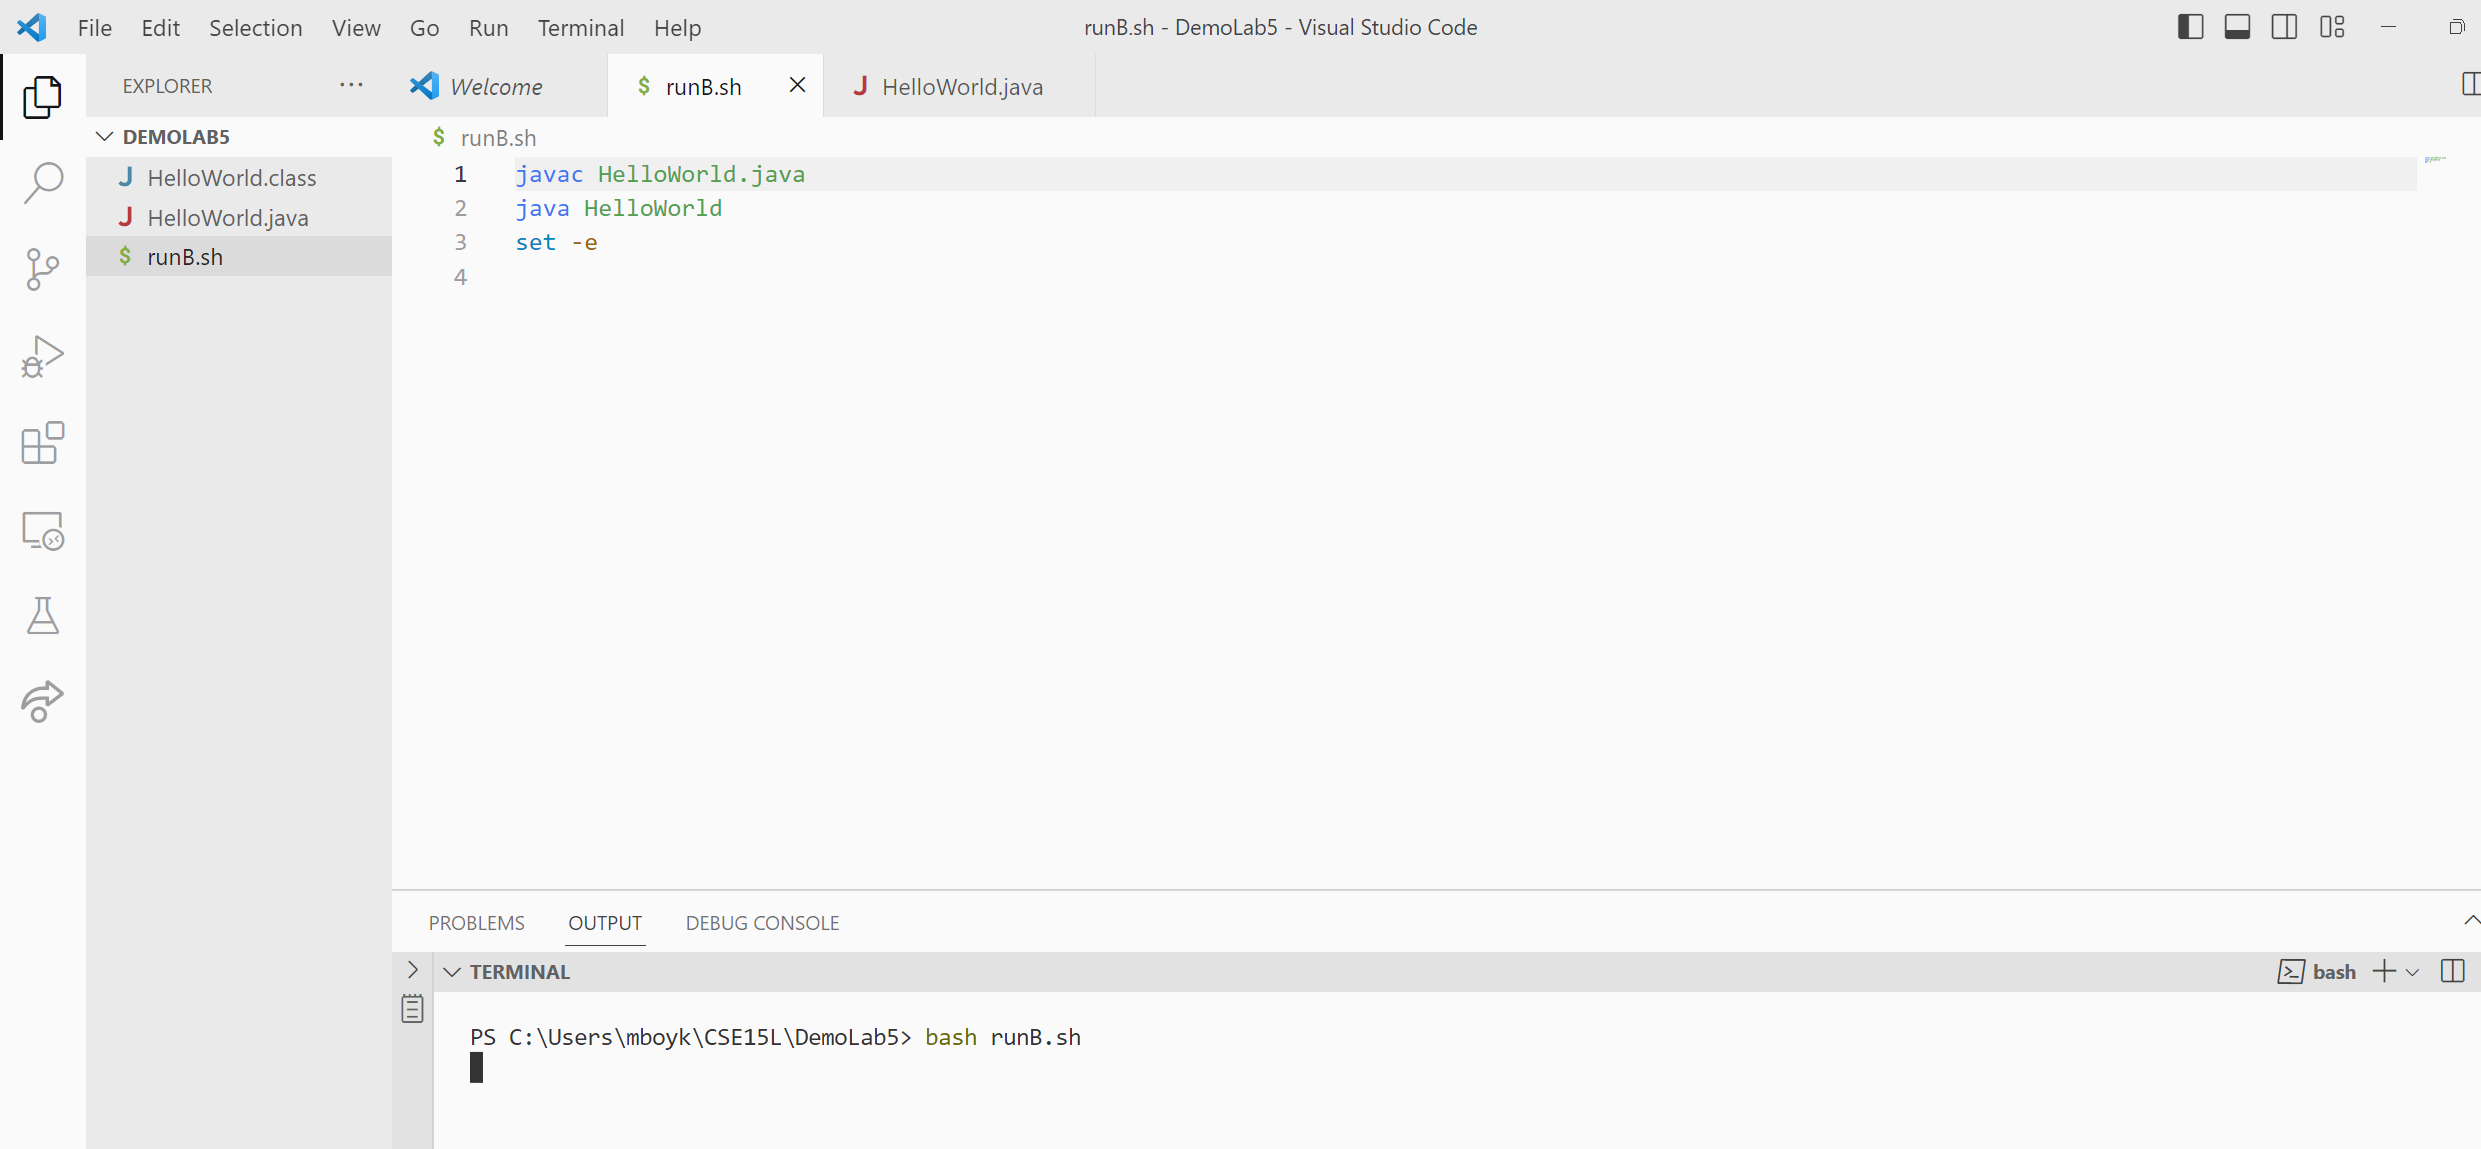 File Edit Selection View Go Run Terminal Help
runB.sh - DemoLab5 - Visual Studio Code
EXPLORER
Welcome
$ runB.sh
J HelloWorld.java
DEMOLAB5
J HelloWorld.class
J HelloWorld.java
$ runB.sh
$ runB.sh
1 javac HelloWorld.java
2 java HelloWorld
3 set -e
4
PROBLEMS OUTPUT DEBUG CONSOLE
TERMINAL
bash
PS C:\Users\mboyk\CSE15L\DemoLab5> bash runB.sh